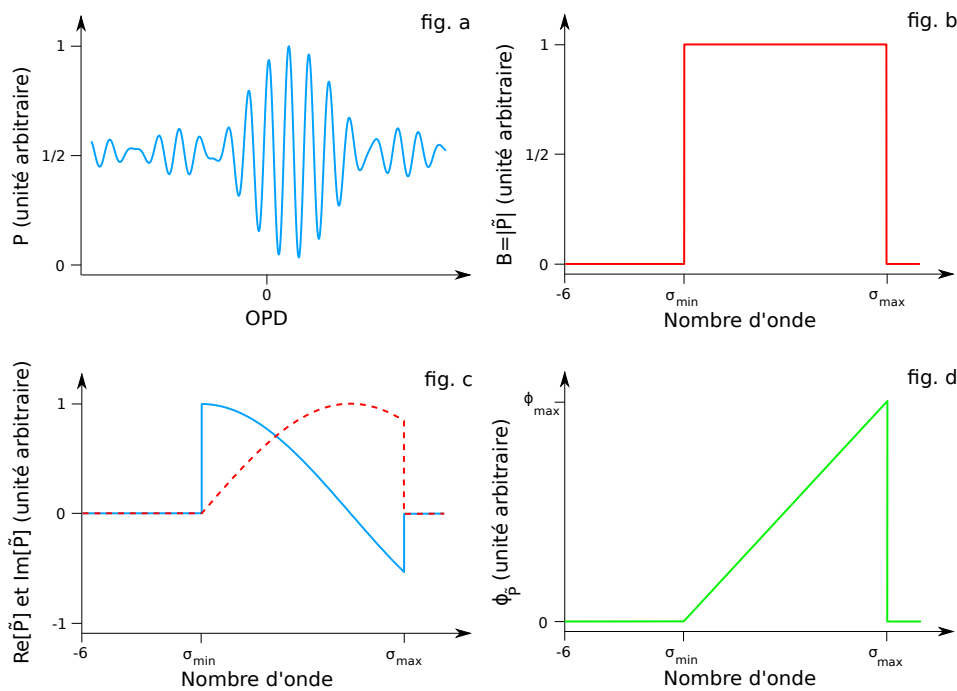 fig. a
P (unité arbitraire)
1
1/2
0
0
OPD
fig. b
B=|P̃| (unité arbitraire)
1
1/2
0
-6
σmin
σmax
Nombre d'onde
fig. c
Re[P̃] et Im[P̃] (unité arbitraire)
1
0
-1
-6
σmin
σmax
Nombre d'onde
fig. d
ϕP̃ (unité arbitraire)
ϕmax
0
-6
σmin
σmax
Nombre d'onde